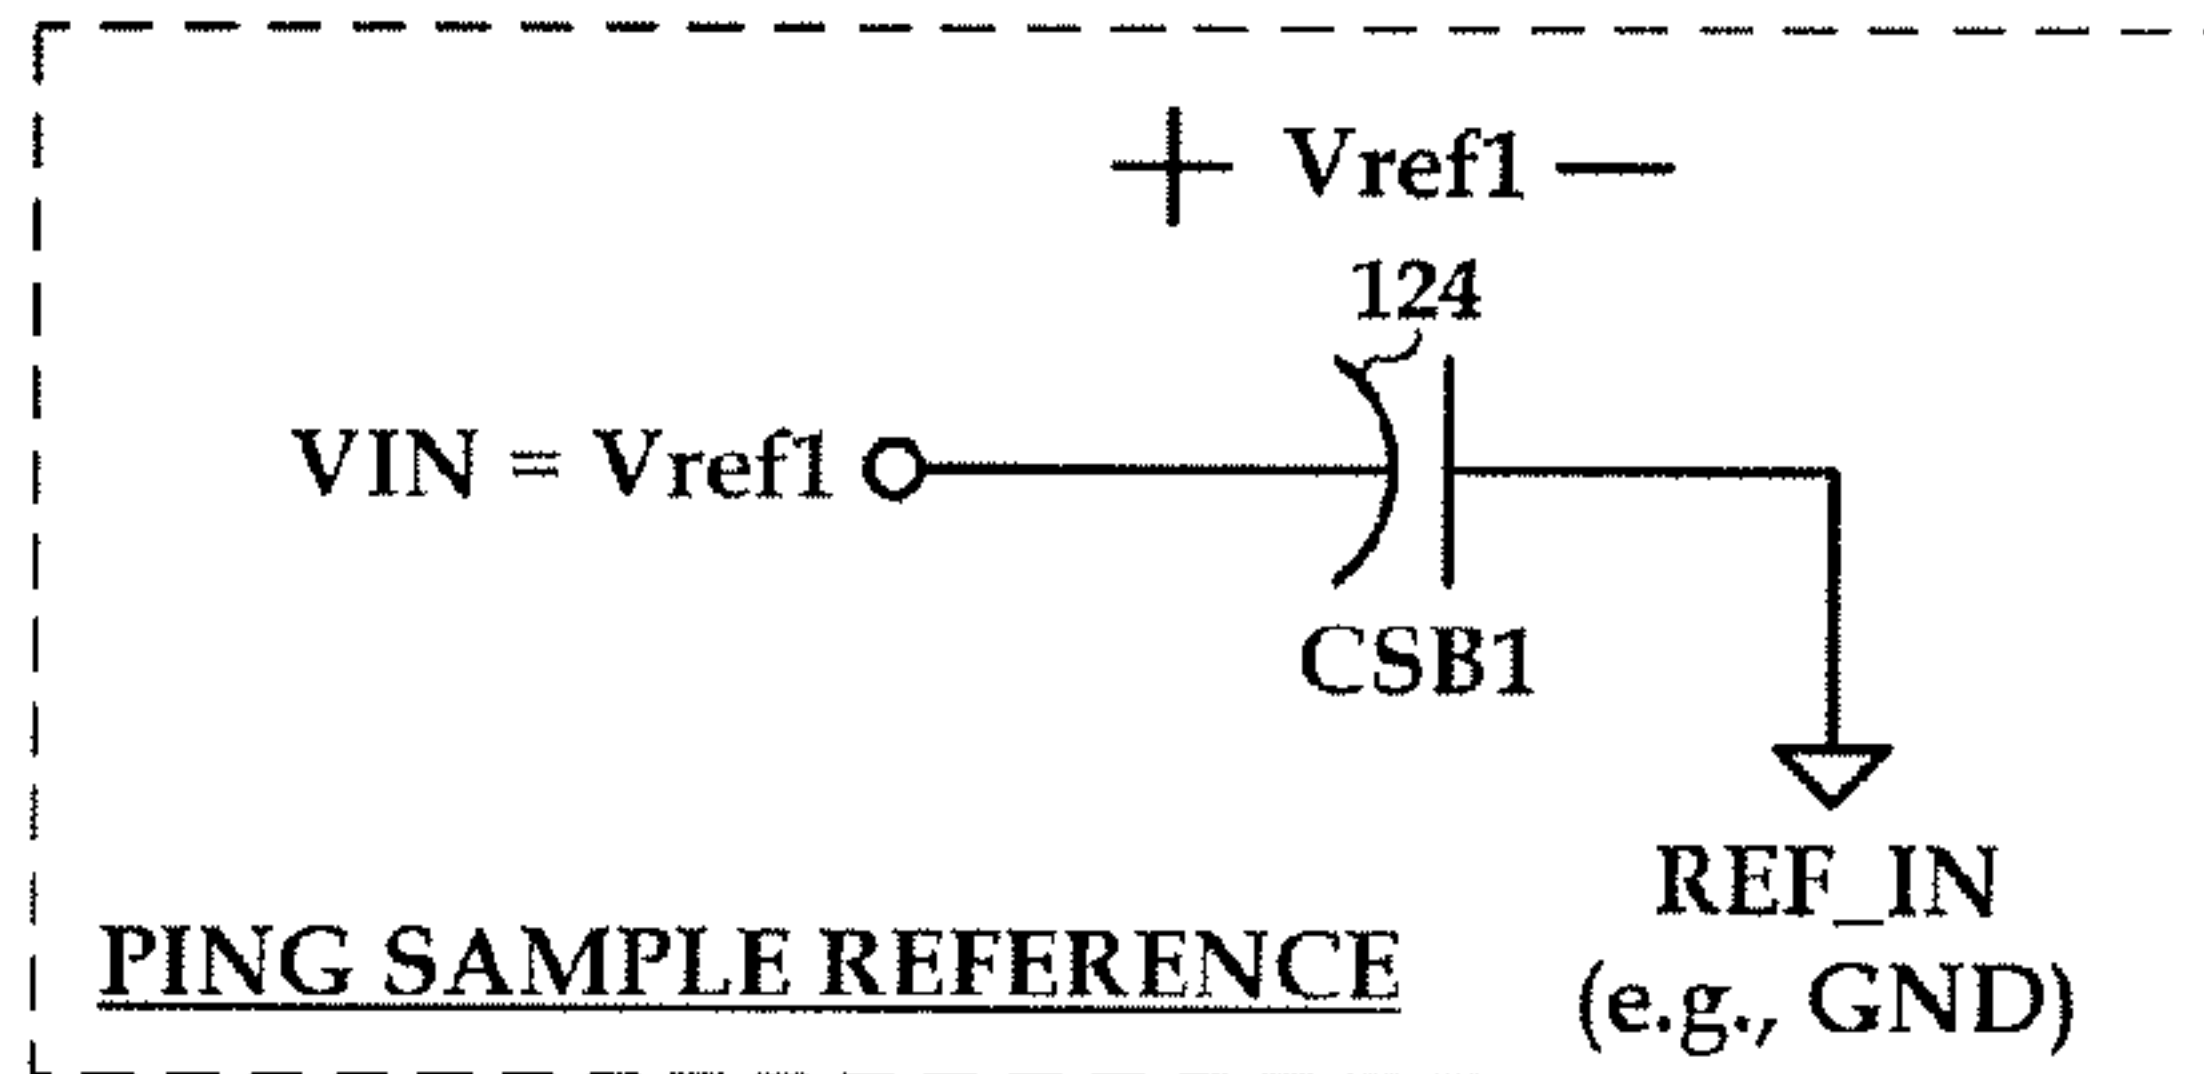 + Vref1 —
124
VIN = Vref1
CSB1
REF_IN
(e.g., GND)
PING SAMPLE REFERENCE